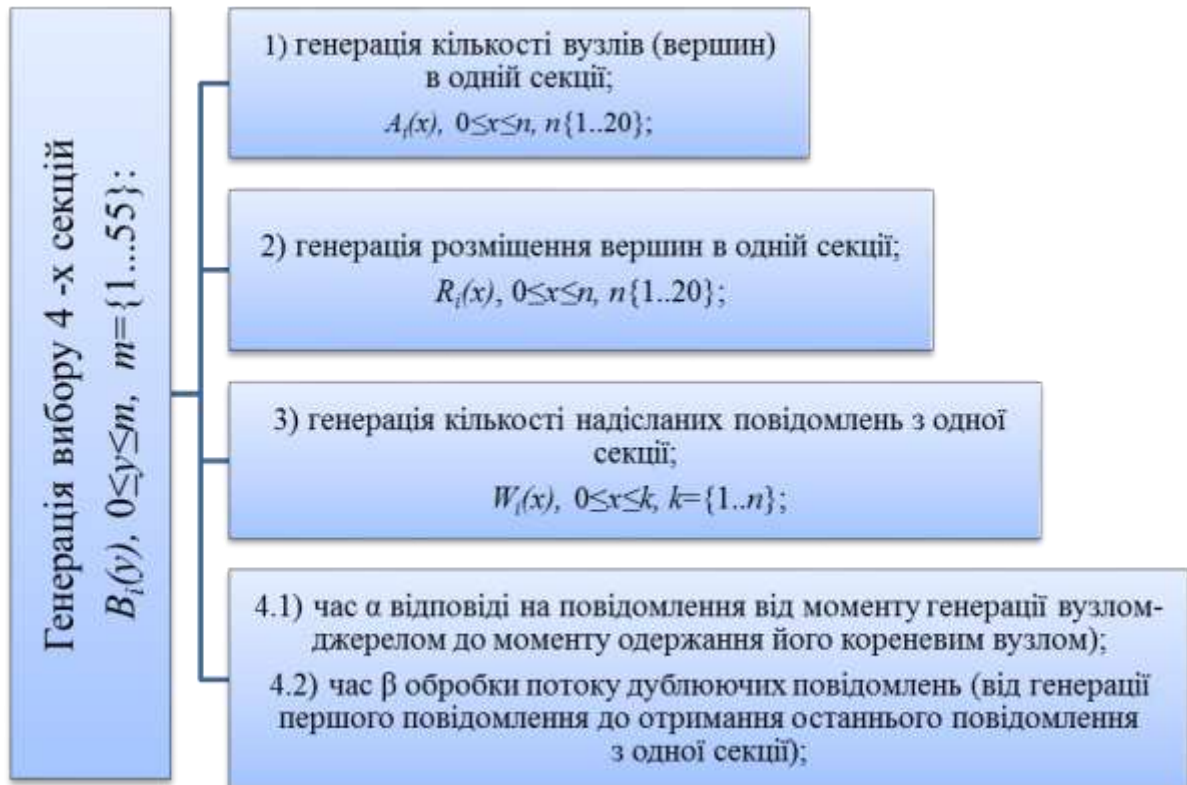 Генерація вибору 4 -х секцій
Bᵢ(y), 0≤y≤m, m={1...55}:
1) генерація кількості вузлів (вершин)
в одній секції;
Aᵢ(x), 0≤x≤n, n{1..20};
2) генерація розміщення вершин в одній секції;
Rᵢ(x), 0≤x≤n, n{1..20};
3) генерація кількості надісланих повідомлень з одної
секції;
Wᵢ(x), 0≤x≤k, k={1..n};
4.1) час α відповіді на повідомлення від моменту генерації вузлом-
джерелом до моменту одержання його кореневим вузлом);
4.2) час β обробки потоку дублюючих повідомлень (від генерації
першого повідомлення до отримання останнього повідомлення
з одної секції);